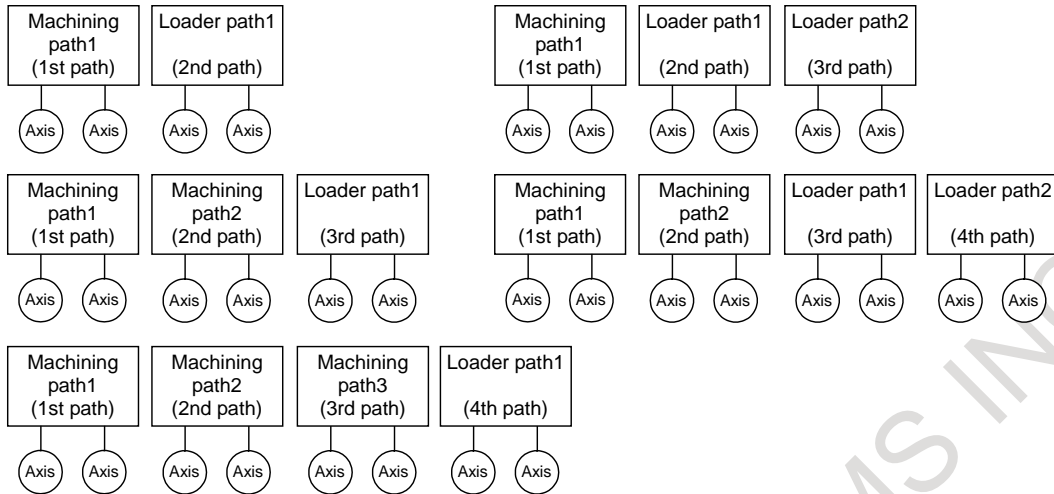 Machining
path1
(1st path)
Loader path1
(2nd path)
Axis
Axis
Axis
Axis
Machining
path1
(1st path)
Loader path1
(2nd path)
Loader path2
(3rd path)
Axis
Axis
Axis
Axis
Axis
Axis
Machining
path1
(1st path)
Machining
path2
(2nd path)
Loader path1
(3rd path)
Axis
Axis
Axis
Axis
Axis
Axis
Machining
path1
(1st path)
Machining
path2
(2nd path)
Loader path1
(3rd path)
Loader path2
(4th path)
Axis
Axis
Axis
Axis
Axis
Axis
Axis
Axis
Machining
path1
(1st path)
Machining
path2
(2nd path)
Machining
path3
(3rd path)
Loader path1
(4th path)
Axis
Axis
Axis
Axis
Axis
Axis
Axis
Axis